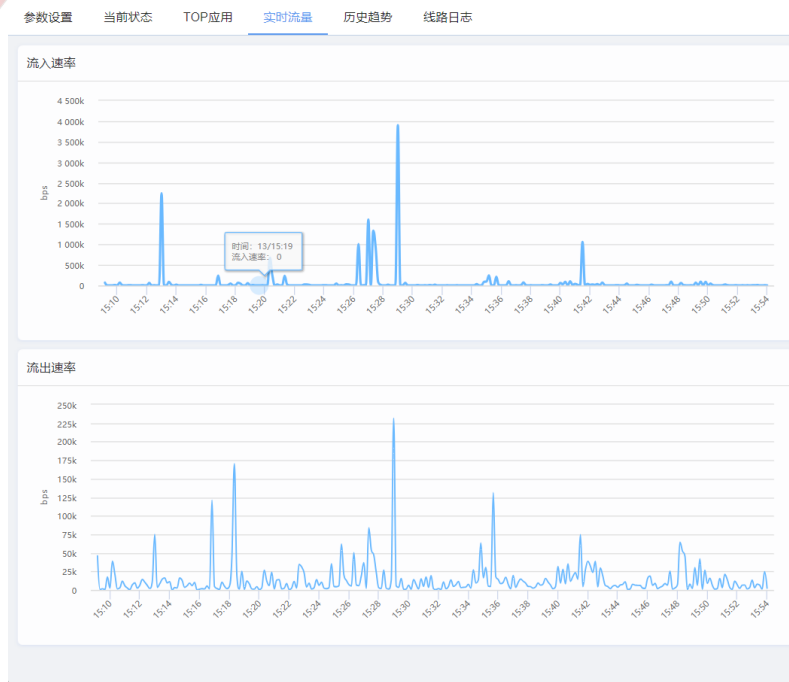 参数设置 当前状态 TOP应用 实时流量 历史趋势 线路日志
流入速率
4 500k
4 000k
3 500k
3 000k
2 500k
2 000k
1 500k
1 000k
500k
0
bps
时间: 13/15:19
流入速率: 0
15:10 15:12 15:14 15:16 15:18 15:20 15:22 15:24 15:26 15:28 15:30 15:32 15:34 15:36 15:38 15:40 15:42 15:44 15:46 15:48 15:50 15:52 15:54
流出速率
250k
225k
200k
175k
150k
125k
100k
75k
50k
25k
0
bps
15:10 15:12 15:14 15:16 15:18 15:20 15:22 15:24 15:26 15:28 15:30 15:32 15:34 15:36 15:38 15:40 15:42 15:44 15:46 15:48 15:50 15:52 15:54